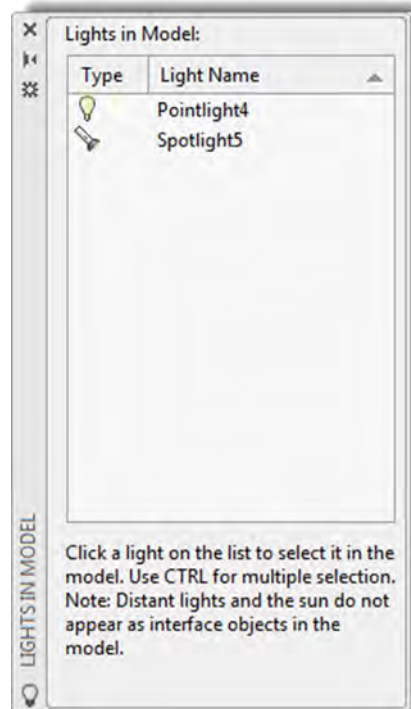 Lights in Model:
Type Light Name
Pointlight4
Spotlight5
Click a light on the list to select it in the
model. Use CTRL for multiple selection.
Note: Distant lights and the sun do not
appear as interface objects in the
model.
LIGHTS IN MODEL